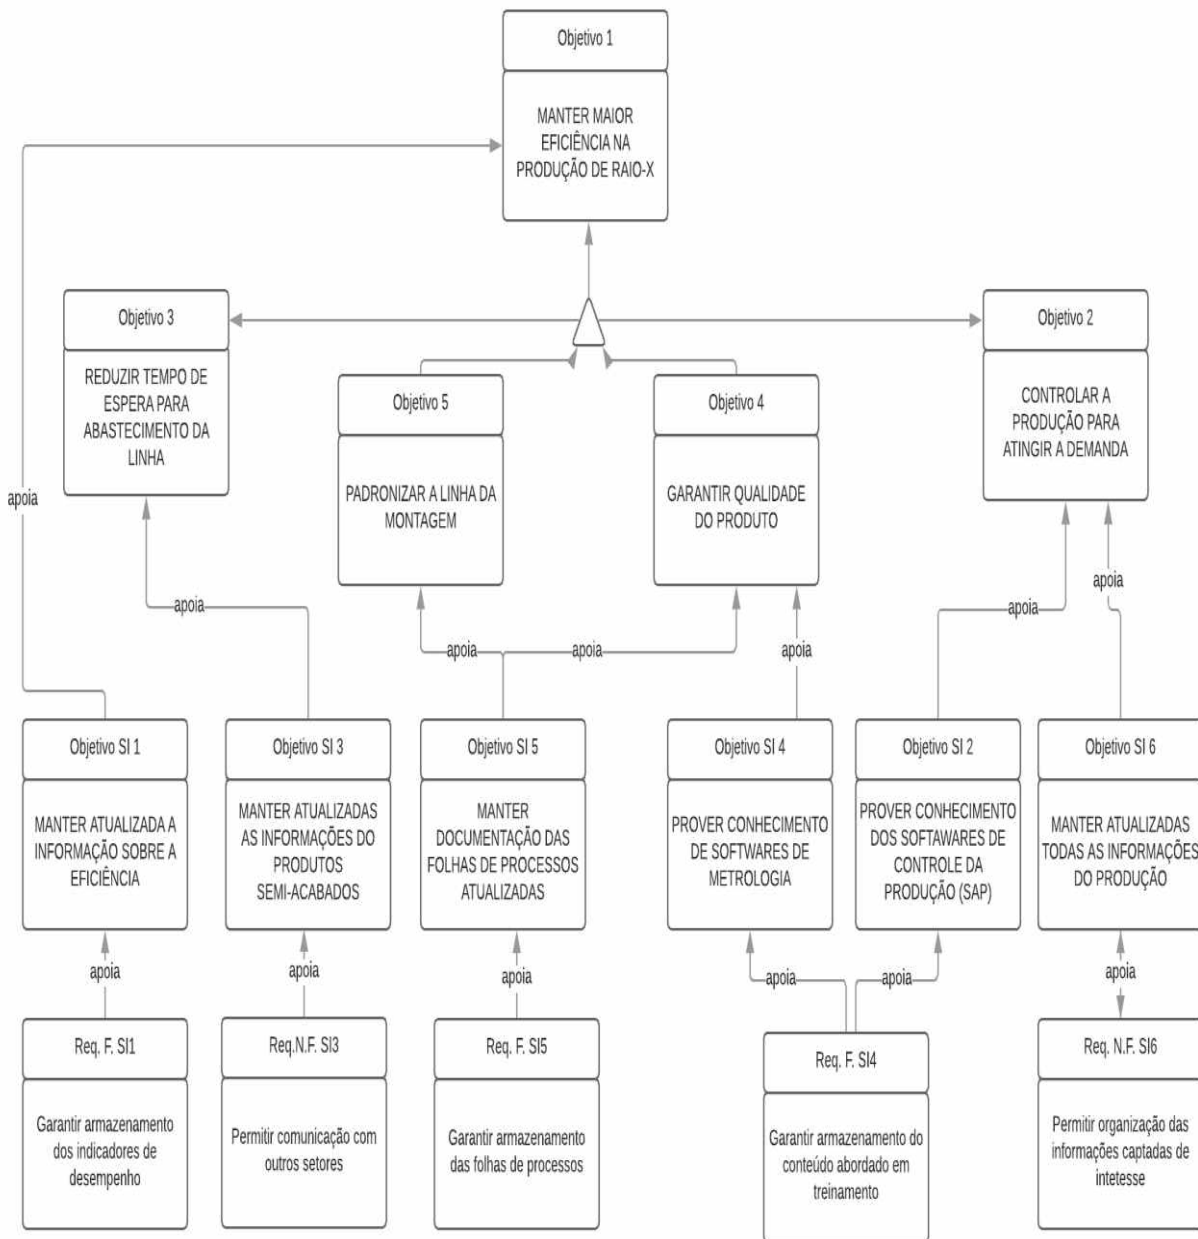 Objetivo 1
MANTER MAIOR
EFICIÊNCIA NA
PRODUÇÃO DE RAIO-X
Objetivo 3
REDUZIR TEMPO DE
ESPERA PARA
ABASTECIMENTO DA
LINHA
Objetivo 2
CONTROLAR A
PRODUÇÃO PARA
ATINGIR A DEMANDA
Objetivo 5
PADRONIZAR A LINHA DA
MONTAGEM
Objetivo 4
GARANTIR QUALIDADE
DO PRODUTO
apoia
apoia
apoia
apoia
apoia
apoia
apoia
Objetivo SI 1
MANTER ATUALIZADA A
INFORMAÇÃO SOBRE A
EFICIÊNCIA
Objetivo SI 3
MANTER ATUALIZADAS
AS INFORMAÇÕES DO
PRODUTOS
SEMI-ACABADOS
Objetivo SI 5
MANTER
DOCUMENTAÇÃO DAS
FOLHAS DE PROCESSOS
ATUALIZADAS
Objetivo SI 4
PROVER CONHECIMENTO
DE SOFTWARES DE
METROLOGIA
Objetivo SI 2
PROVER CONHECIMENTO
DOS SOFTAWARES DE
CONTROLE DA
PRODUÇÃO (SAP)
Objetivo SI 6
MANTER ATUALIZADAS
TODAS AS INFORMAÇÕES
DO PRODUÇÃO
apoia
apoia
apoia
apoia
apoia
apoia
Req. F. SI1
Garantir armazenamento
dos indicadores de
desempenho
Req.N.F. SI3
Permitir comunicação com
outros setores
Req. F. SI5
Garantir armazenamento
das folhas de processos
Req. F. SI4
Garantir armazenamento do
conteúdo abordado em
treinamento
Req. N.F. SI6
Permitir organização das
informações captadas de
intetesse